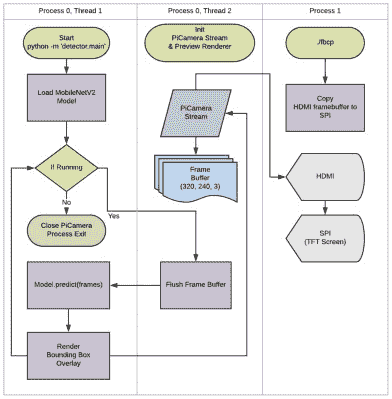 Process 0, Thread 1
Process 0, Thread 2
Process 1
Start
python -m 'detector.main'
Load MobileNetV2
Model
If Running
No
Yes
Close PiCamera
Process Exit
Model.predict(frames)
Render
Bounding Box
Overlay
Init
PiCamera Stream
& Preview Renderer
PiCamera
Stream
Frame
Buffer
(320, 240, 3)
Flush Frame Buffer
./fbcp
Copy
HDMI framebuffer to
SPI
HDMI
SPI
(TFT Screen)